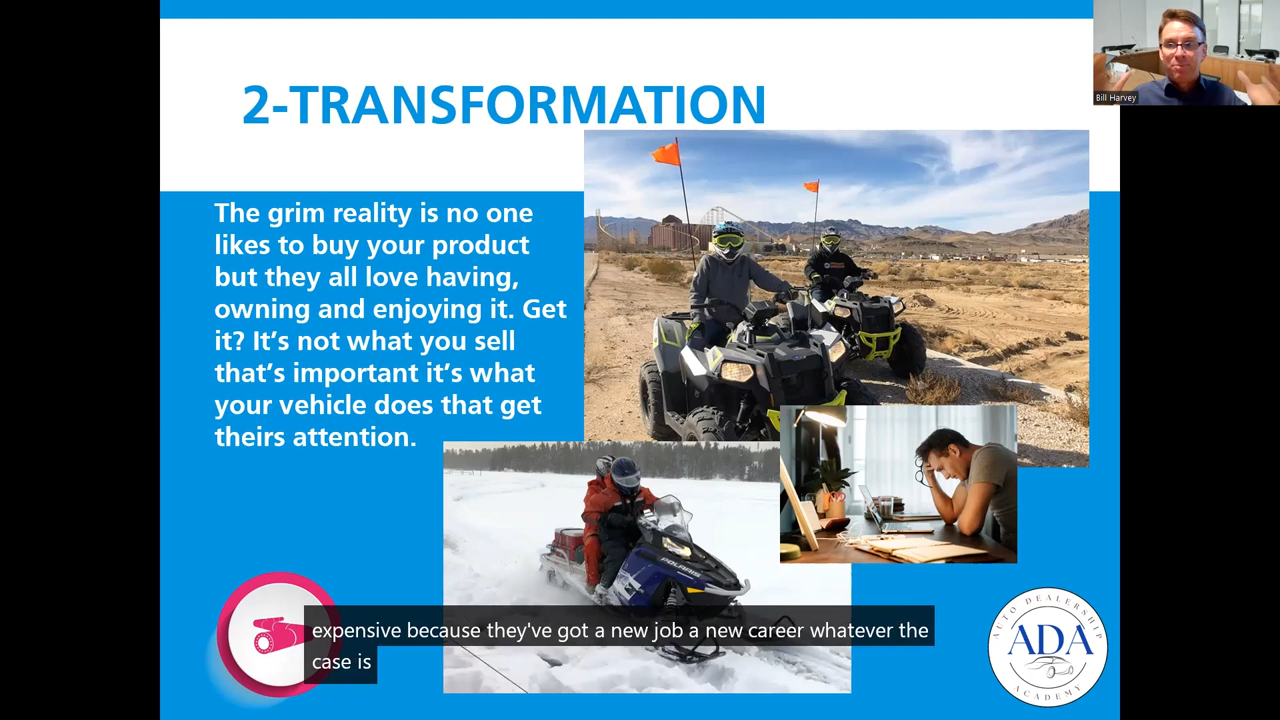 Bill Harvey
2-TRANSFORMATION
The grim reality is no one
likes to buy your product
but they all love having,
owning and enjoying it. Get
it? It’s not what you sell
that’s important it’s what
your vehicle does that get
theirs attention.
POLARIS
expensive because they've got a new job a new career whatever the
case is
AUTO DEALERSHIP
ADA
ACADEMY